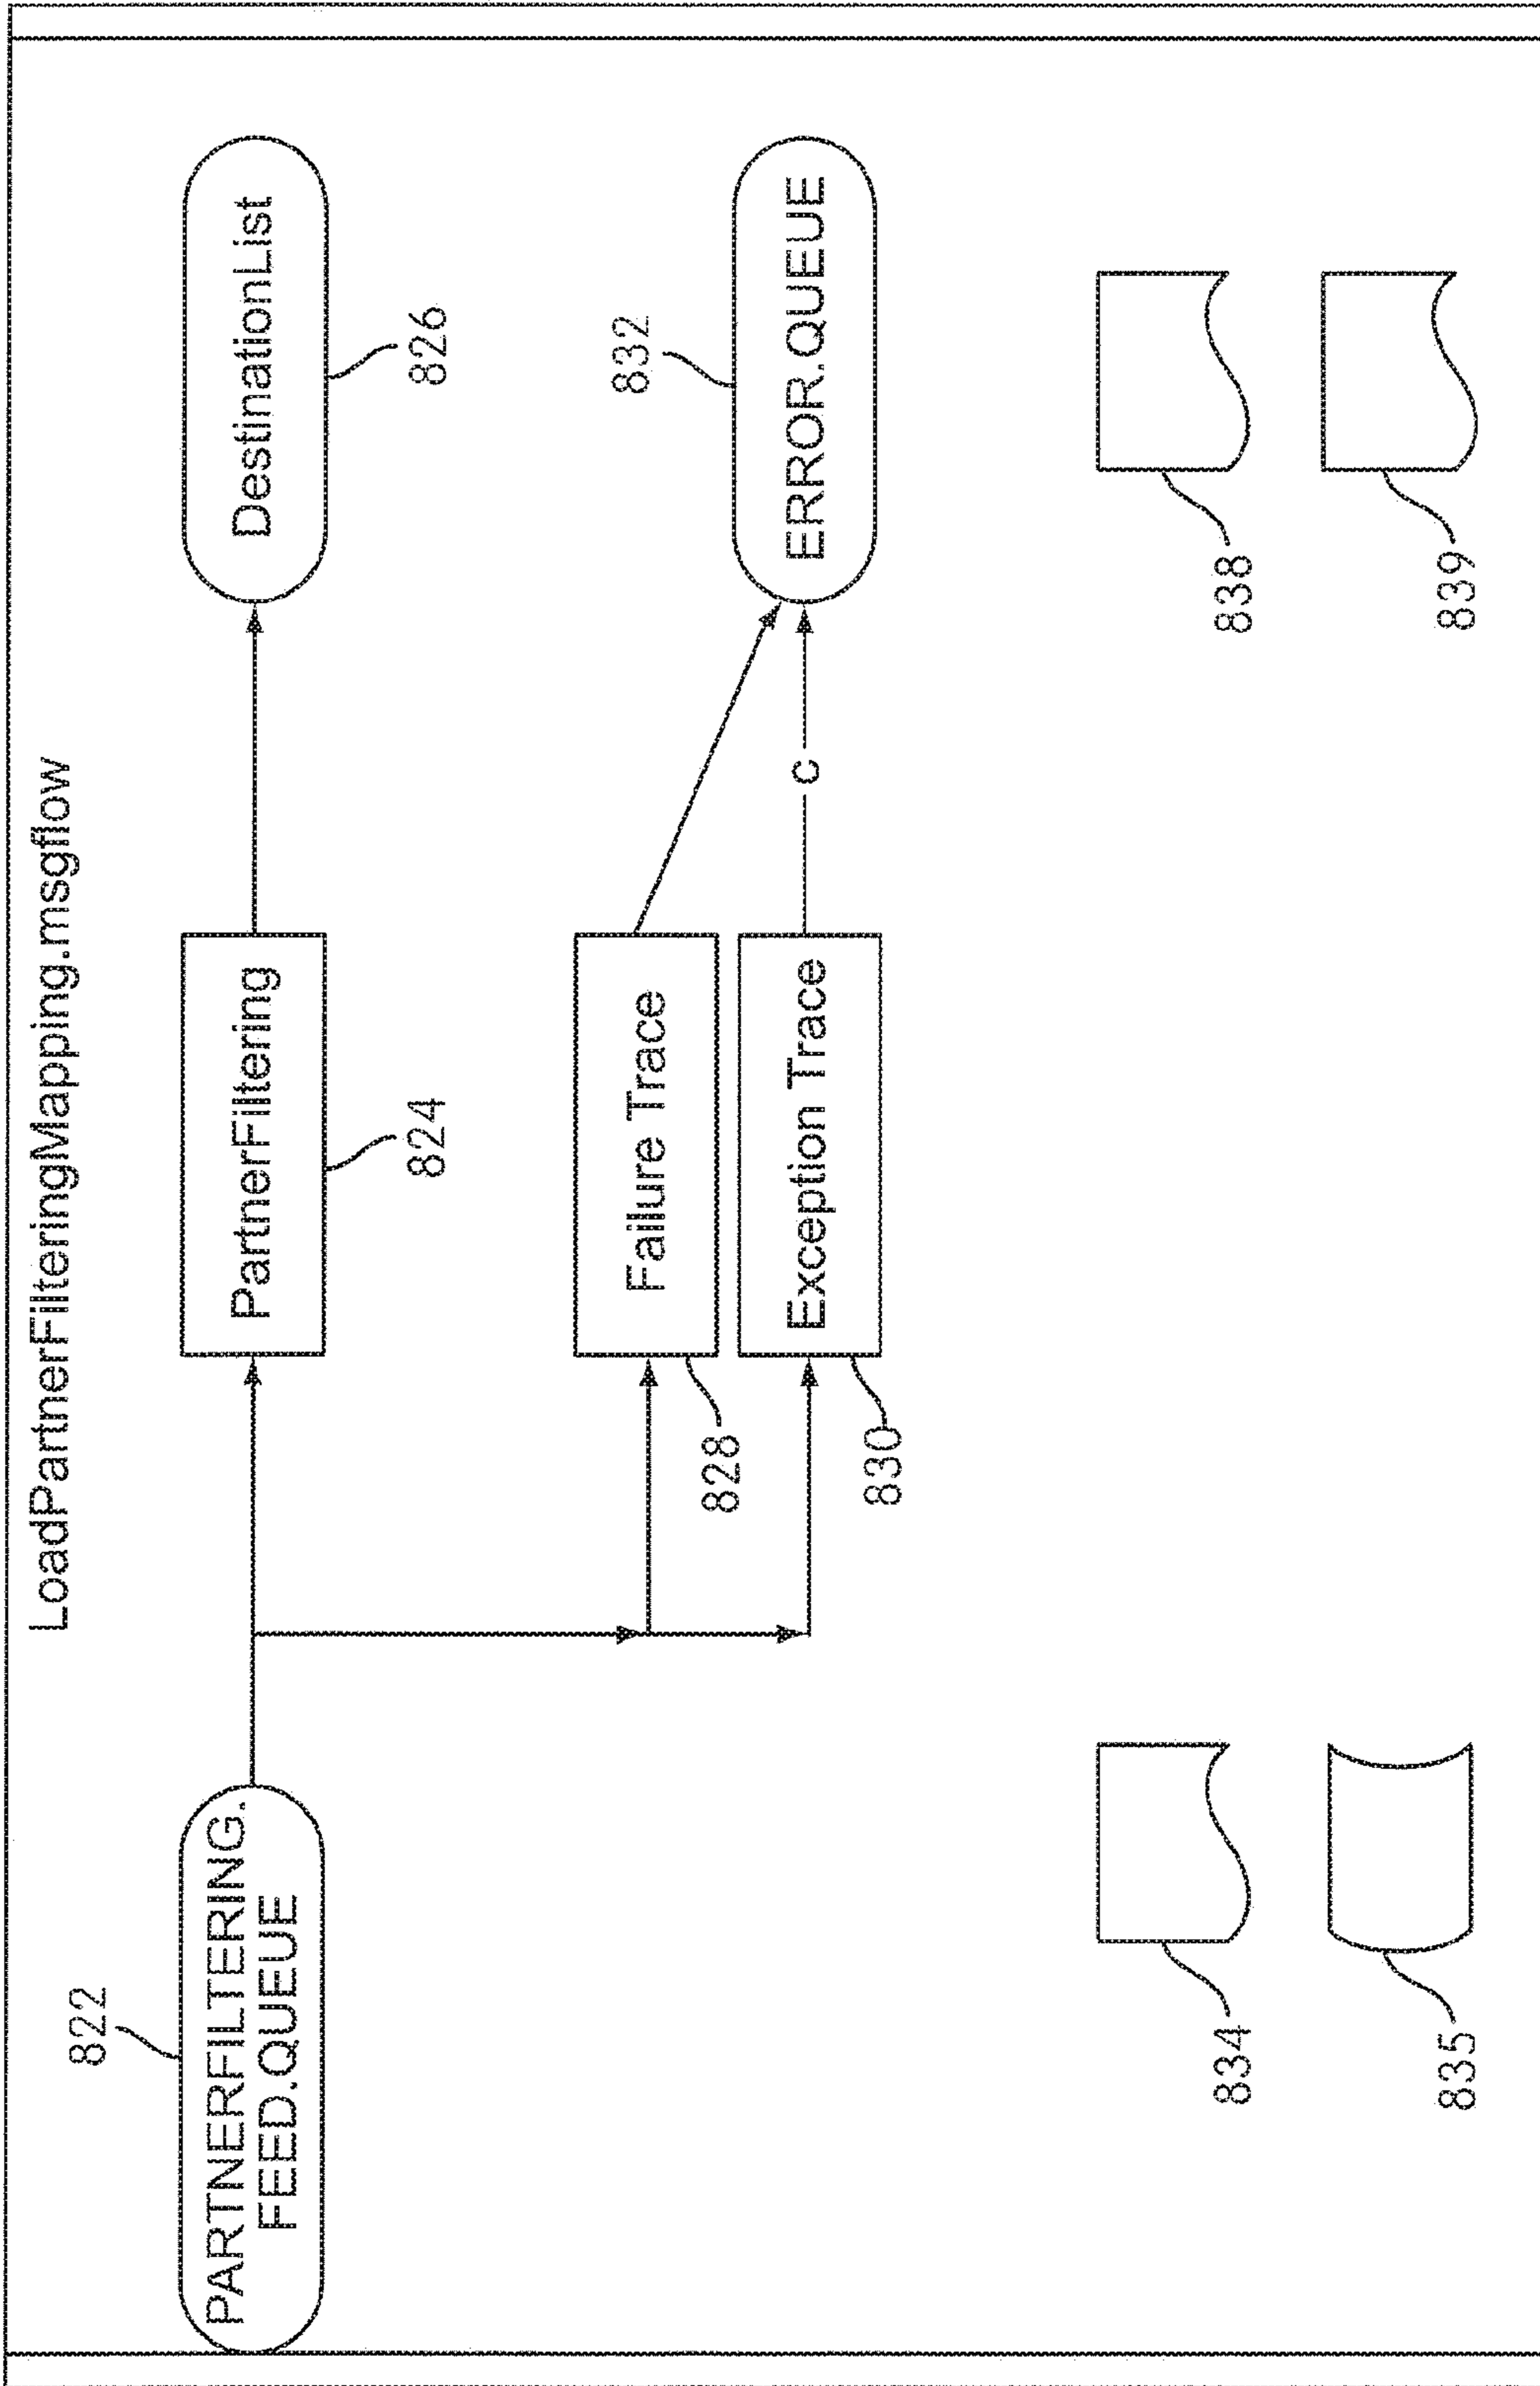 LoadPartnerFilteringMapping.msgflow
822
PARTNERFILTERING.
FEED.QUEUE
PartnerFiltering
824
DestinationList
826
Failure Trace
828
Exception Trace
830
c
832
ERROR.QUEUE
834
835
838
839